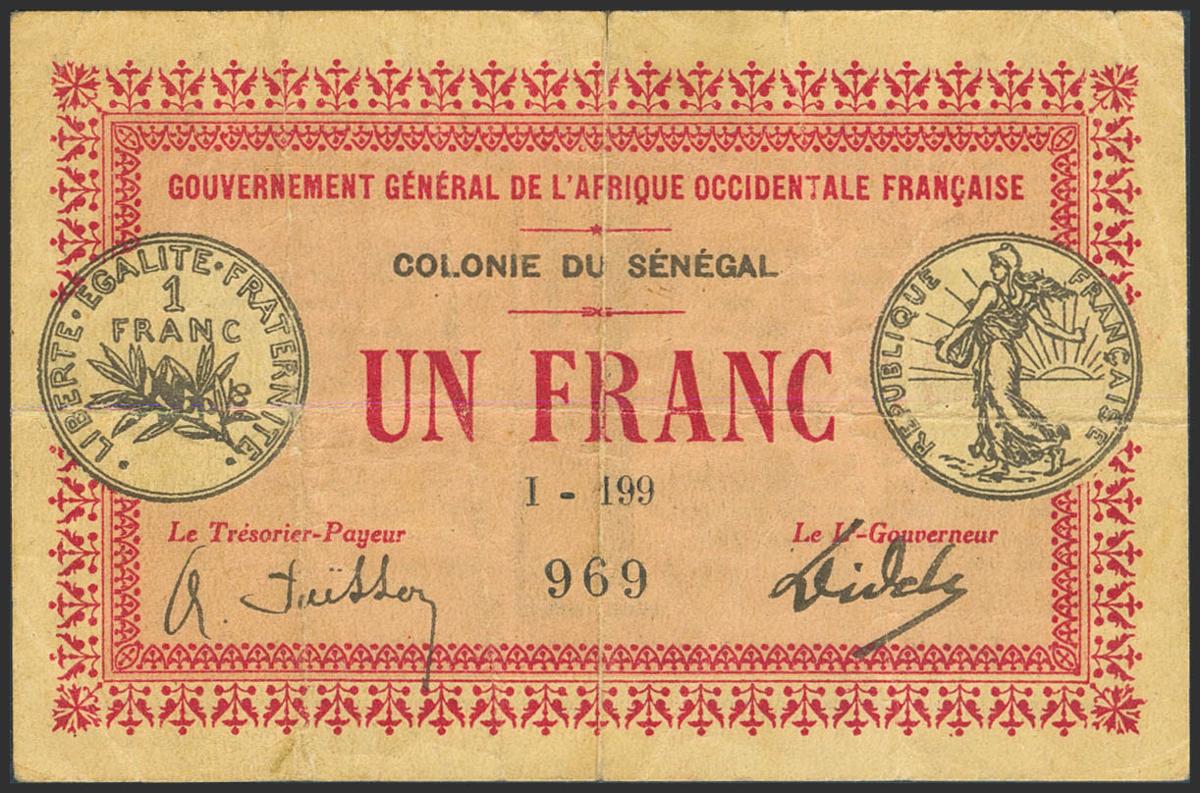 GOUVERNEMENT GÉNÉRAL DE L'AFRIQUE OCCIDENTALE FRANÇAISE
COLONIE DU SÉNÉGAL
LIBERTE · EGALITE · FRATERNITE
1
FRANC
REPUBLIQUE FRANÇAISE
UN FRANC
I - 199
Le Trésorier-Payeur
Le Lt-Gouverneur
969